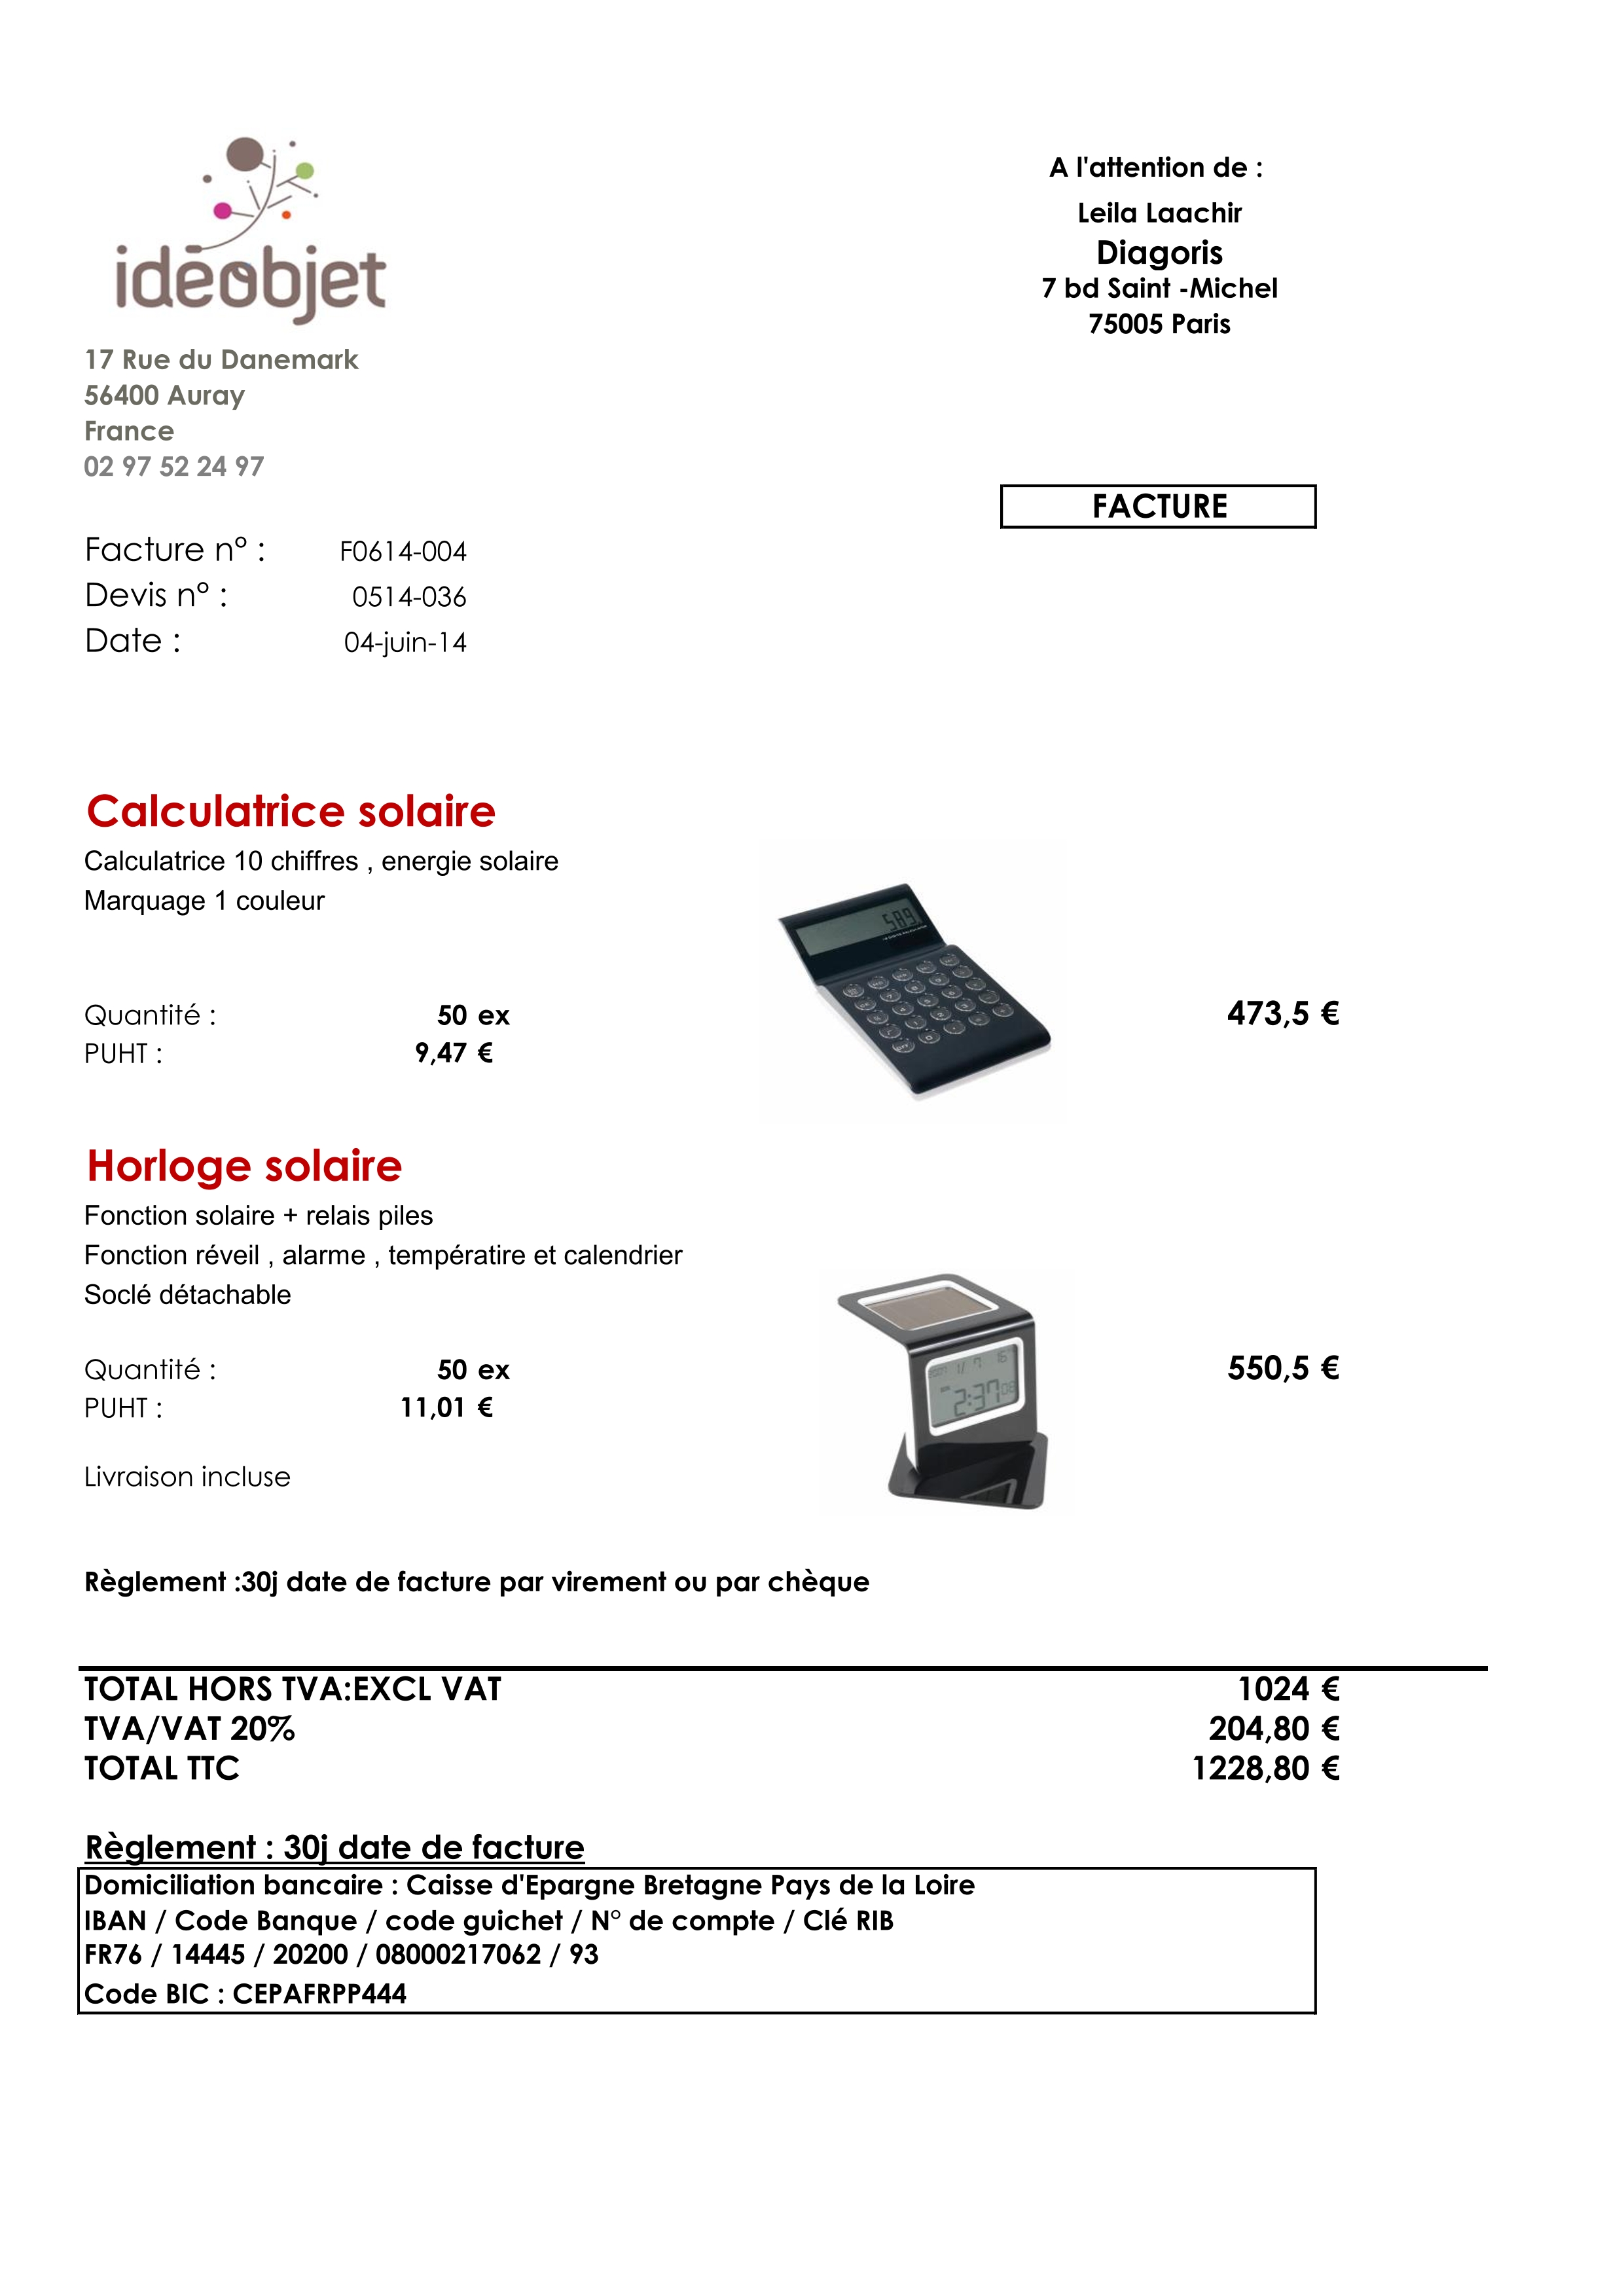 idéobjet
A l'attention de :
Leila Laachir
Diagoris
7 bd Saint -Michel
75005 Paris
17 Rue du Danemark
56400 Auray
France
02 97 52 24 97
FACTURE
Facture n° : F0614-004
Devis n° : 0514-036
Date : 04-juin-14
Calculatrice solaire
Calculatrice 10 chiffres , energie solaire
Marquage 1 couleur
589
Quantité : 50 ex 473,5 €
PUHT : 9,47 €
Horloge solaire
Fonction solaire + relais piles
Fonction réveil , alarme , températire et calendrier
Soclé détachable
Quantité : 50 ex 550,5 €
PUHT : 11,01 €
2:37 08
Livraison incluse
Règlement :30j date de facture par virement ou par chèque
TOTAL HORS TVA:EXCL VAT 1024 €
TVA/VAT 20% 204,80 €
TOTAL TTC 1228,80 €
Règlement : 30j date de facture
Domiciliation bancaire : Caisse d'Epargne Bretagne Pays de la Loire
IBAN / Code Banque / code guichet / N° de compte / Clé RIB
FR76 / 14445 / 20200 / 08000217062 / 93
Code BIC : CEPAFRPP444